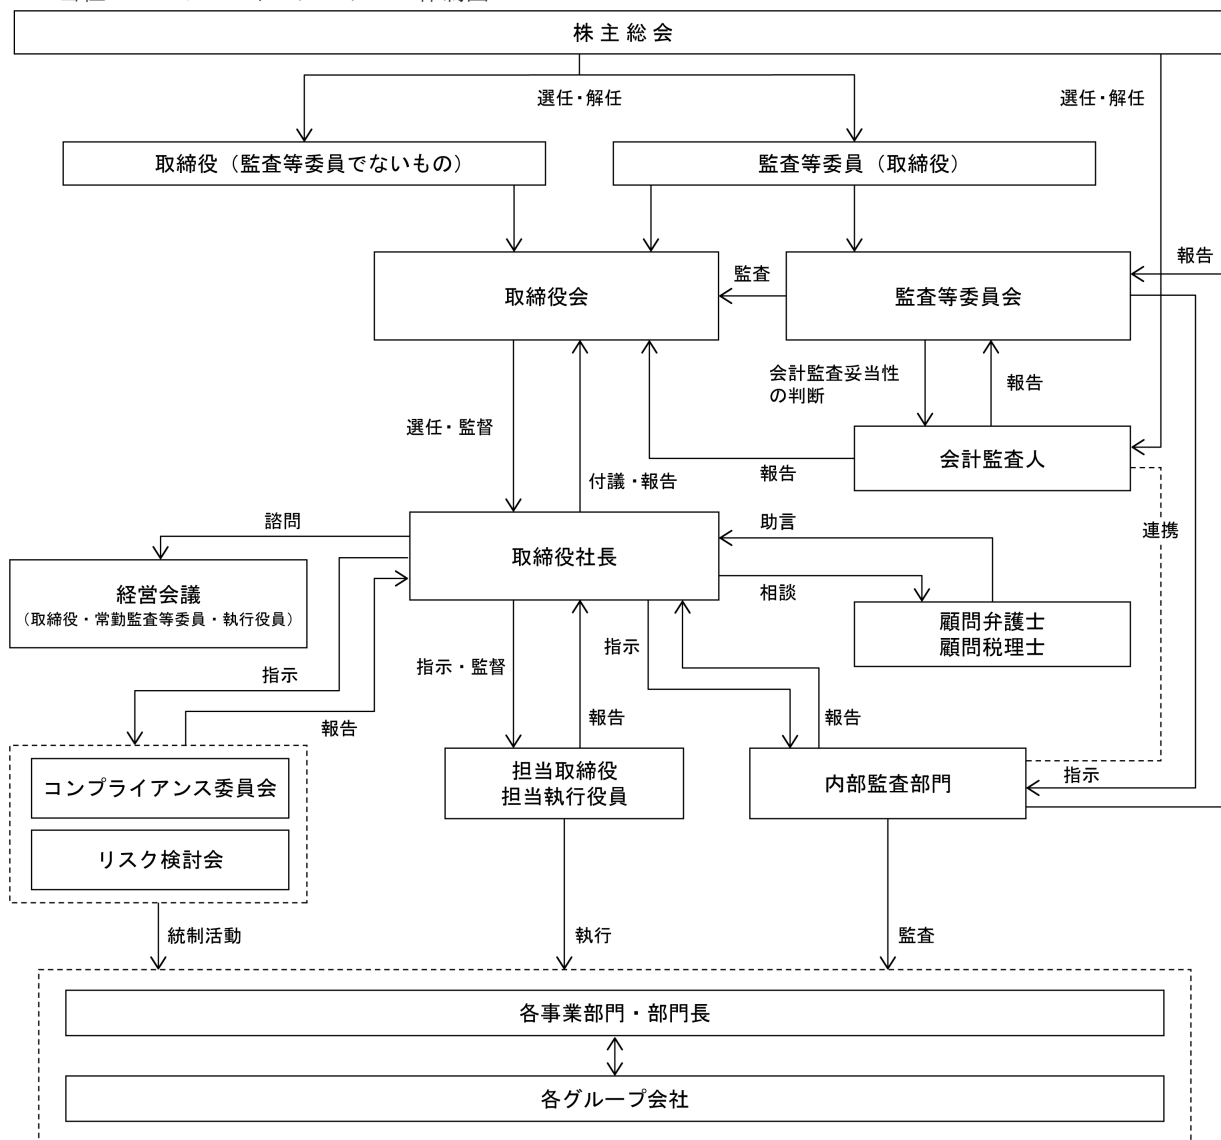 株主総会
選任・解任
選任・解任
取締役（監査等委員でないもの）
監査等委員（取締役）
報告
監査
取締役会
監査等委員会
会計監査妥当性
の判断
報告
選任・監督
会計監査人
報告
付議・報告
諮問
助言
連携
取締役社長
経営会議
（取締役・常勤監査等委員・執行役員）
相談
顧問弁護士
顧問税理士
指示
指示・監督
指示
報告
報告
報告
コンプライアンス委員会
担当取締役
担当執行役員
内部監査部門
指示
リスク検討会
統制活動
執行
監査
各事業部門・部門長
各グループ会社